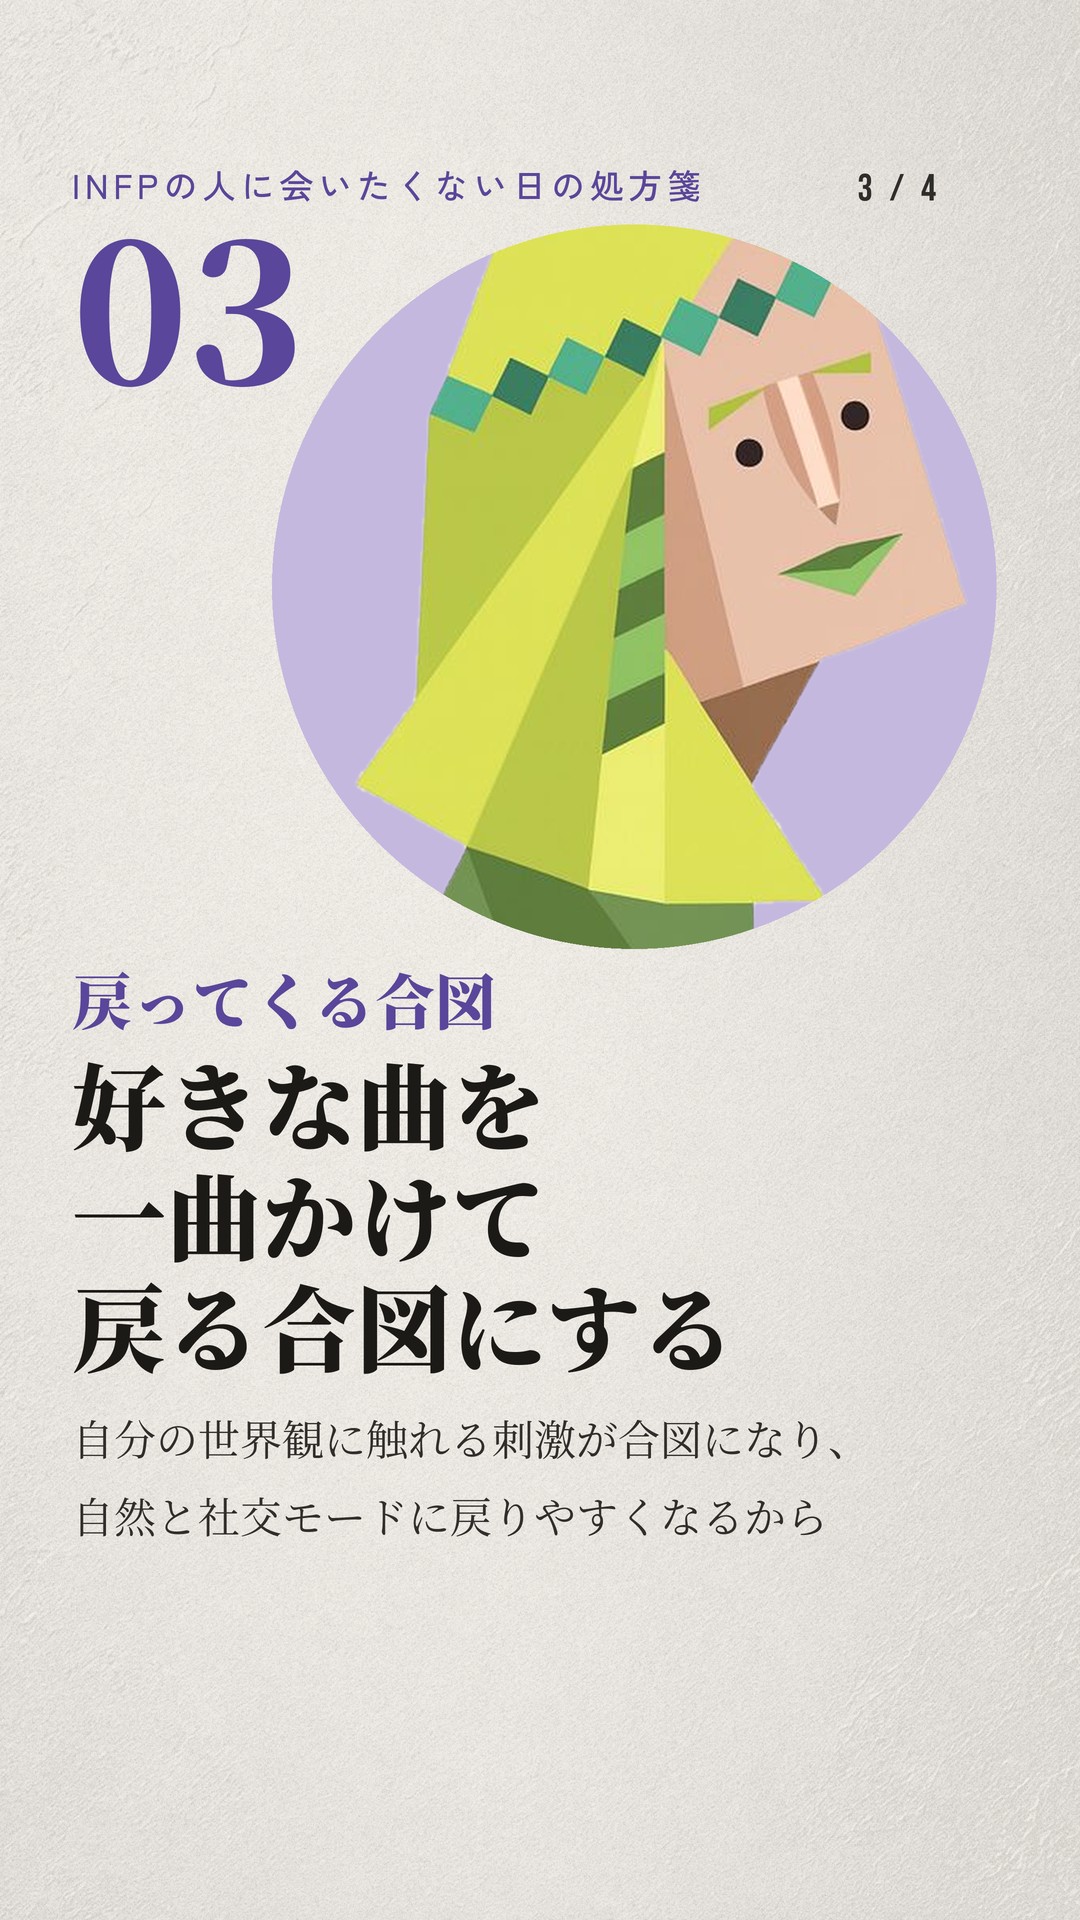 INFPの人に会いたくない日の処方箋
3 / 4
03
戻ってくる合図
好きな曲を
一曲かけて
戻る合図にする
自分の世界観に触れる刺激が合図になり、
自然と社交モードに戻りやすくなるから